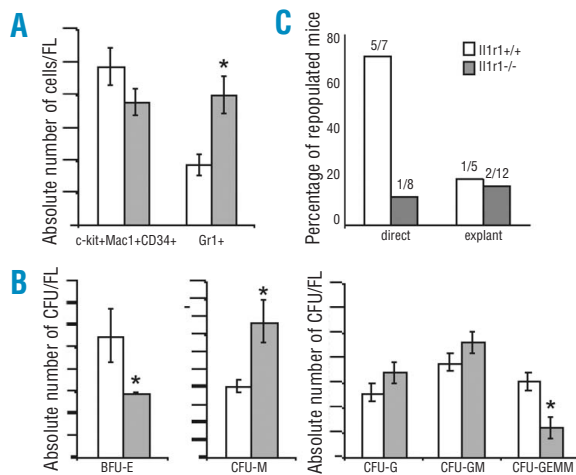 A
Absolute number of cells/FL
*
c-kit+Mac1+CD34+
Gr1+
C
Percentage of repopulated mice
80
60
40
20
0
5/7
1/8
1/5
2/12
direct
explant
Il1r1+/+
Il1r1-/-
B
Absolute number of CFU/FL
*
BFU-E
*
CFU-M
Absolute number of CFU/FL
*
CFU-G
CFU-GM
CFU-GEMM